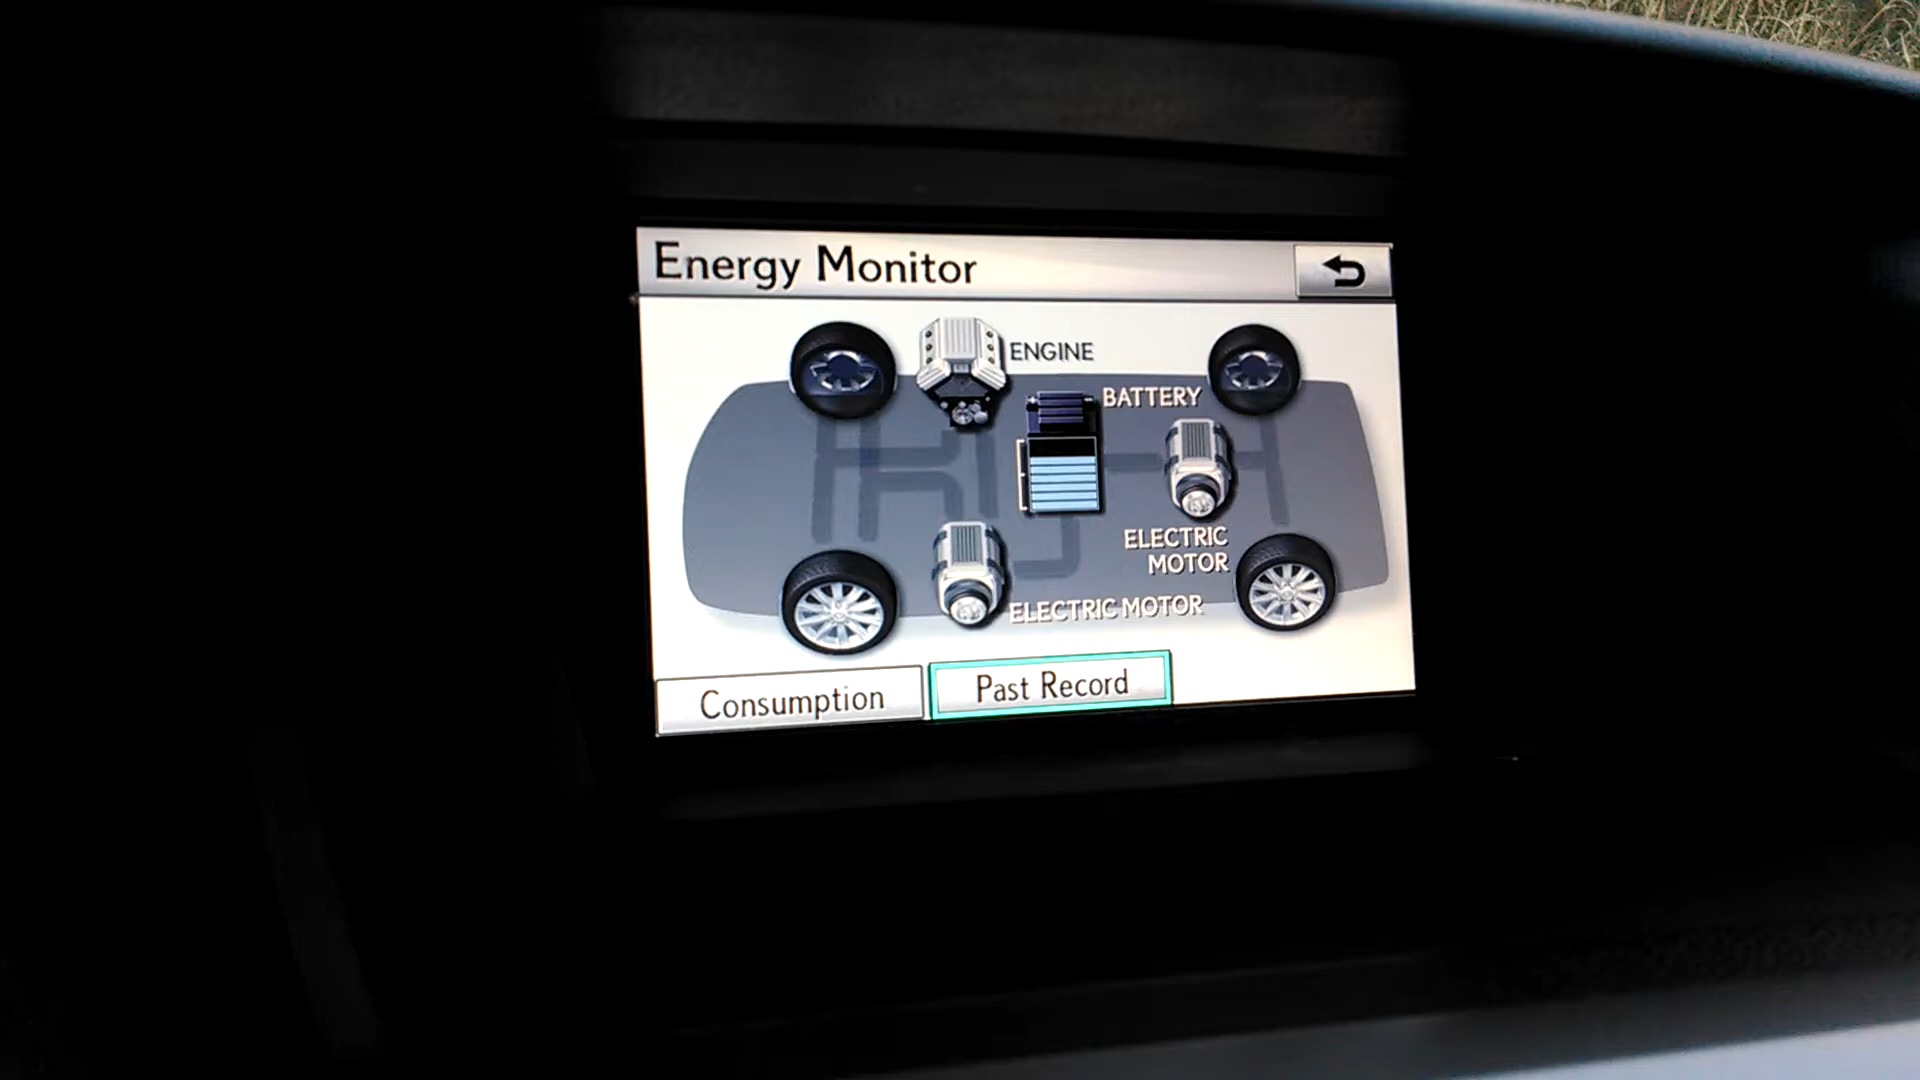 Energy Monitor
ENGINE
BATTERY
ELECTRIC
MOTOR
ELECTRIC MOTOR
Consumption
Past Record